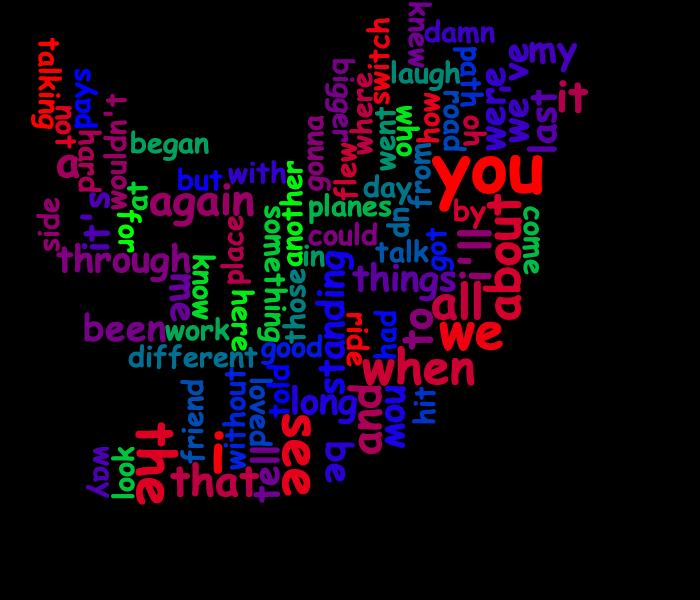 knew
damn
switch
my
we've
were
path
laugh
talking
pays
bigger
where
it
wouldn't
road
how
oh
last
who
went
not
hard
began
gonna
flew
from
you
a
but
with
another
day
at
again
planes
by
come
side
it's
for
something
up
about
place
could
talk
got
i'll
through
in
know
me
those
standing
things
here
all
to
been
work
ride
had
we
different
good
when
friend
without
loved
told
long
and
now
hit
the
i
see
way
look
that
tell
be